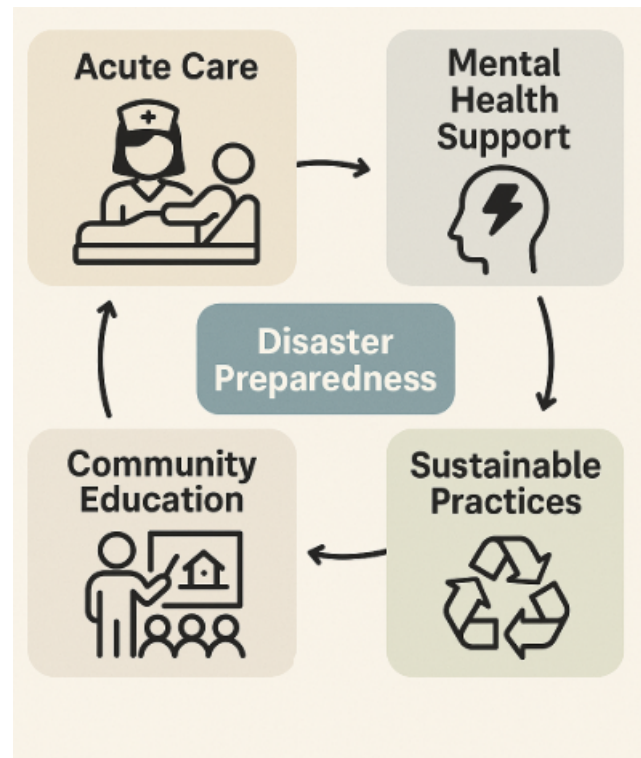 Acute Care
Mental
Health
Support
Disaster
Preparedness
Community
Education
Sustainable
Practices